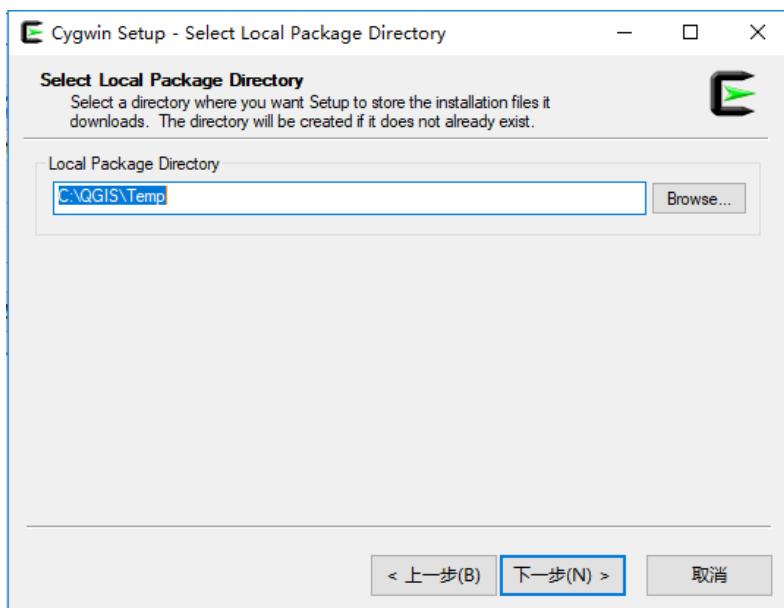 Cygwin Setup - Select Local Package Directory
Select Local Package Directory
Select a directory where you want Setup to store the installation files it
downloads. The directory will be created if it does not already exist.
Local Package Directory
C:\QGIS\Temp
Browse...
< 上一步(B)
下一步(N) >
取消